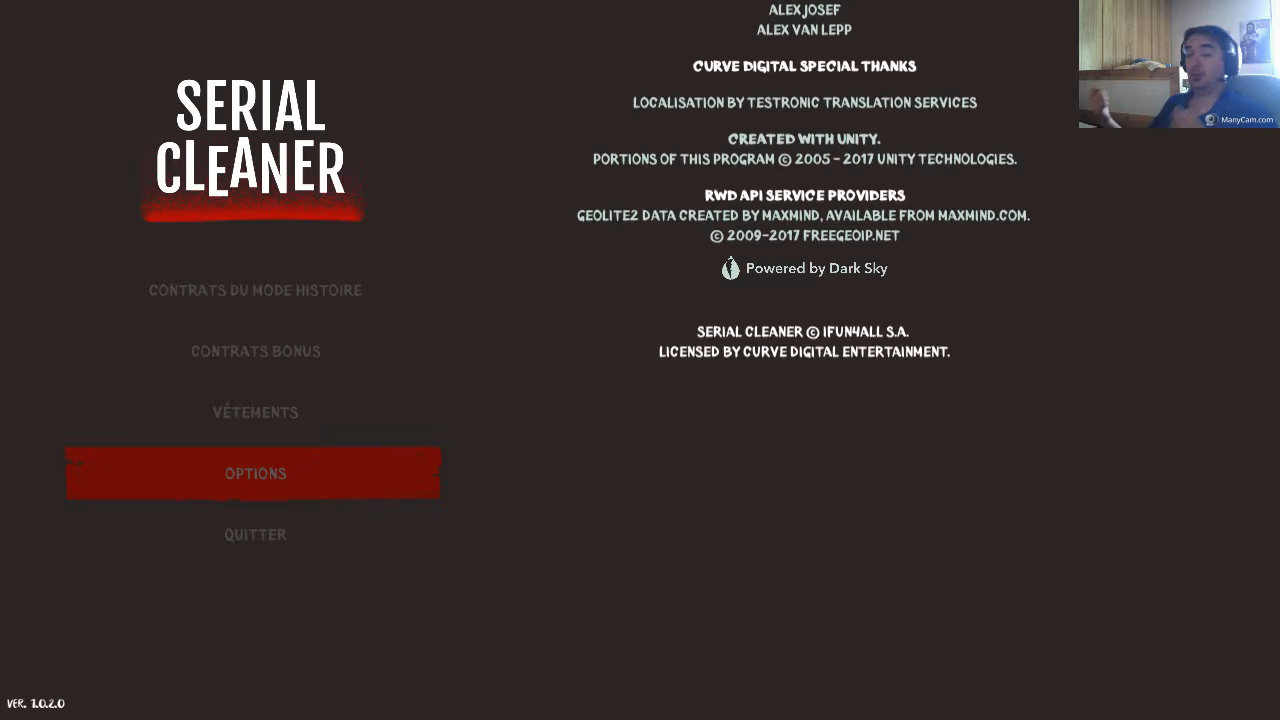 SERIAL
CLEANER
CONTRATS DU MODE HISTOIRE
CONTRATS BONUS
VÊTEMENTS
OPTIONS
QUITTER
VER. 1.0.2.0
ALEX JOSEF
ALEX VAN LEPP
CURVE DIGITAL SPECIAL THANKS
LOCALISATION BY TESTRONIC TRANSLATION SERVICES
CREATED WITH UNITY.
PORTIONS OF THIS PROGRAM © 2005 – 2017 UNITY TECHNOLOGIES.
RWD API SERVICE PROVIDERS
GEOLITE2 DATA CREATED BY MAXMIND, AVAILABLE FROM MAXMIND.COM.
© 2009-2017 FREEGEOIP.NET
Powered by Dark Sky
SERIAL CLEANER © IFUN4ALL S.A.
LICENSED BY CURVE DIGITAL ENTERTAINMENT.
ManyCam.com